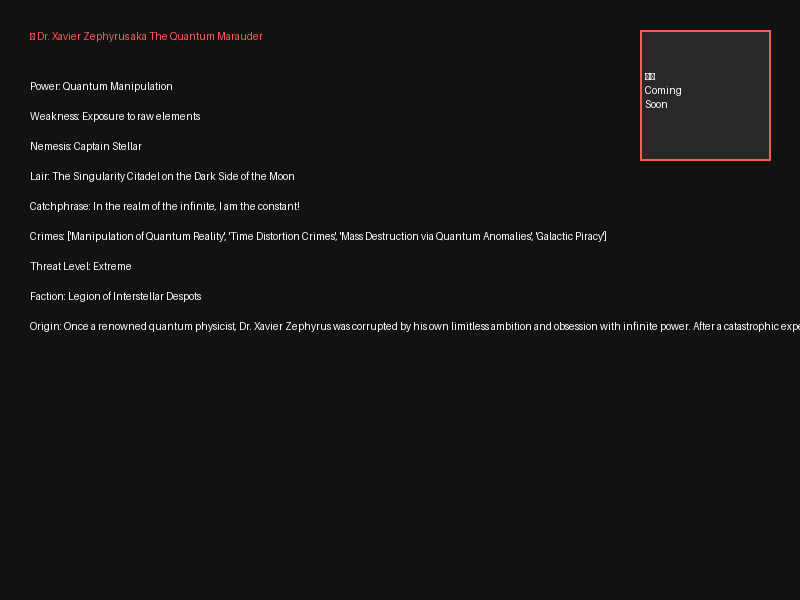 Dr. Xavier Zephyrus aka The Quantum Marauder
Coming
Soon
Power: Quantum Manipulation
Weakness: Exposure to raw elements
Nemesis: Captain Stellar
Lair: The Singularity Citadel on the Dark Side of the Moon
Catchphrase: In the realm of the infinite, I am the constant!
Crimes: ['Manipulation of Quantum Reality', 'Time Distortion Crimes', 'Mass Destruction via Quantum Anomalies', 'Galactic Piracy']
Threat Level: Extreme
Faction: Legion of Interstellar Despots
Origin: Once a renowned quantum physicist, Dr. Xavier Zephyrus was corrupted by his own limitless ambition and obsession with infinite power. After a catastrophic